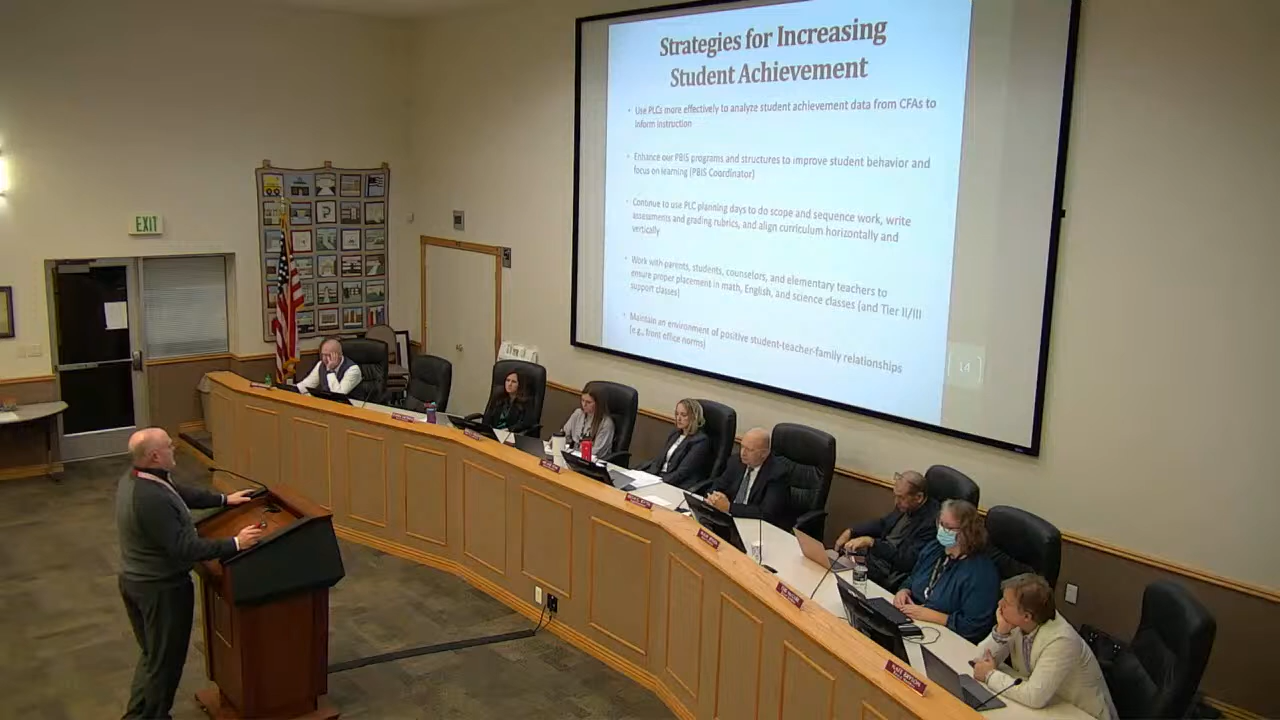 Strategies for Increasing
Student Achievement
• Use PLCs more effectively to analyze student achievement data from CFAs to
inform instruction
• Enhance our PBIS programs and structures to improve student behavior and
focus on learning (PBIS Coordinator)
• Continue to use PLC planning days to do scope and sequence work, write
assessments and grading rubrics, and align curriculum horizontally and
vertically
• Work with parents, students, counselors, and elementary teachers to
ensure proper placement in math, English, and science classes (and Tier II/III
support classes)
• Maintain an environment of positive student-teacher-family relationships
(e.g., front office norms)
14
EXIT